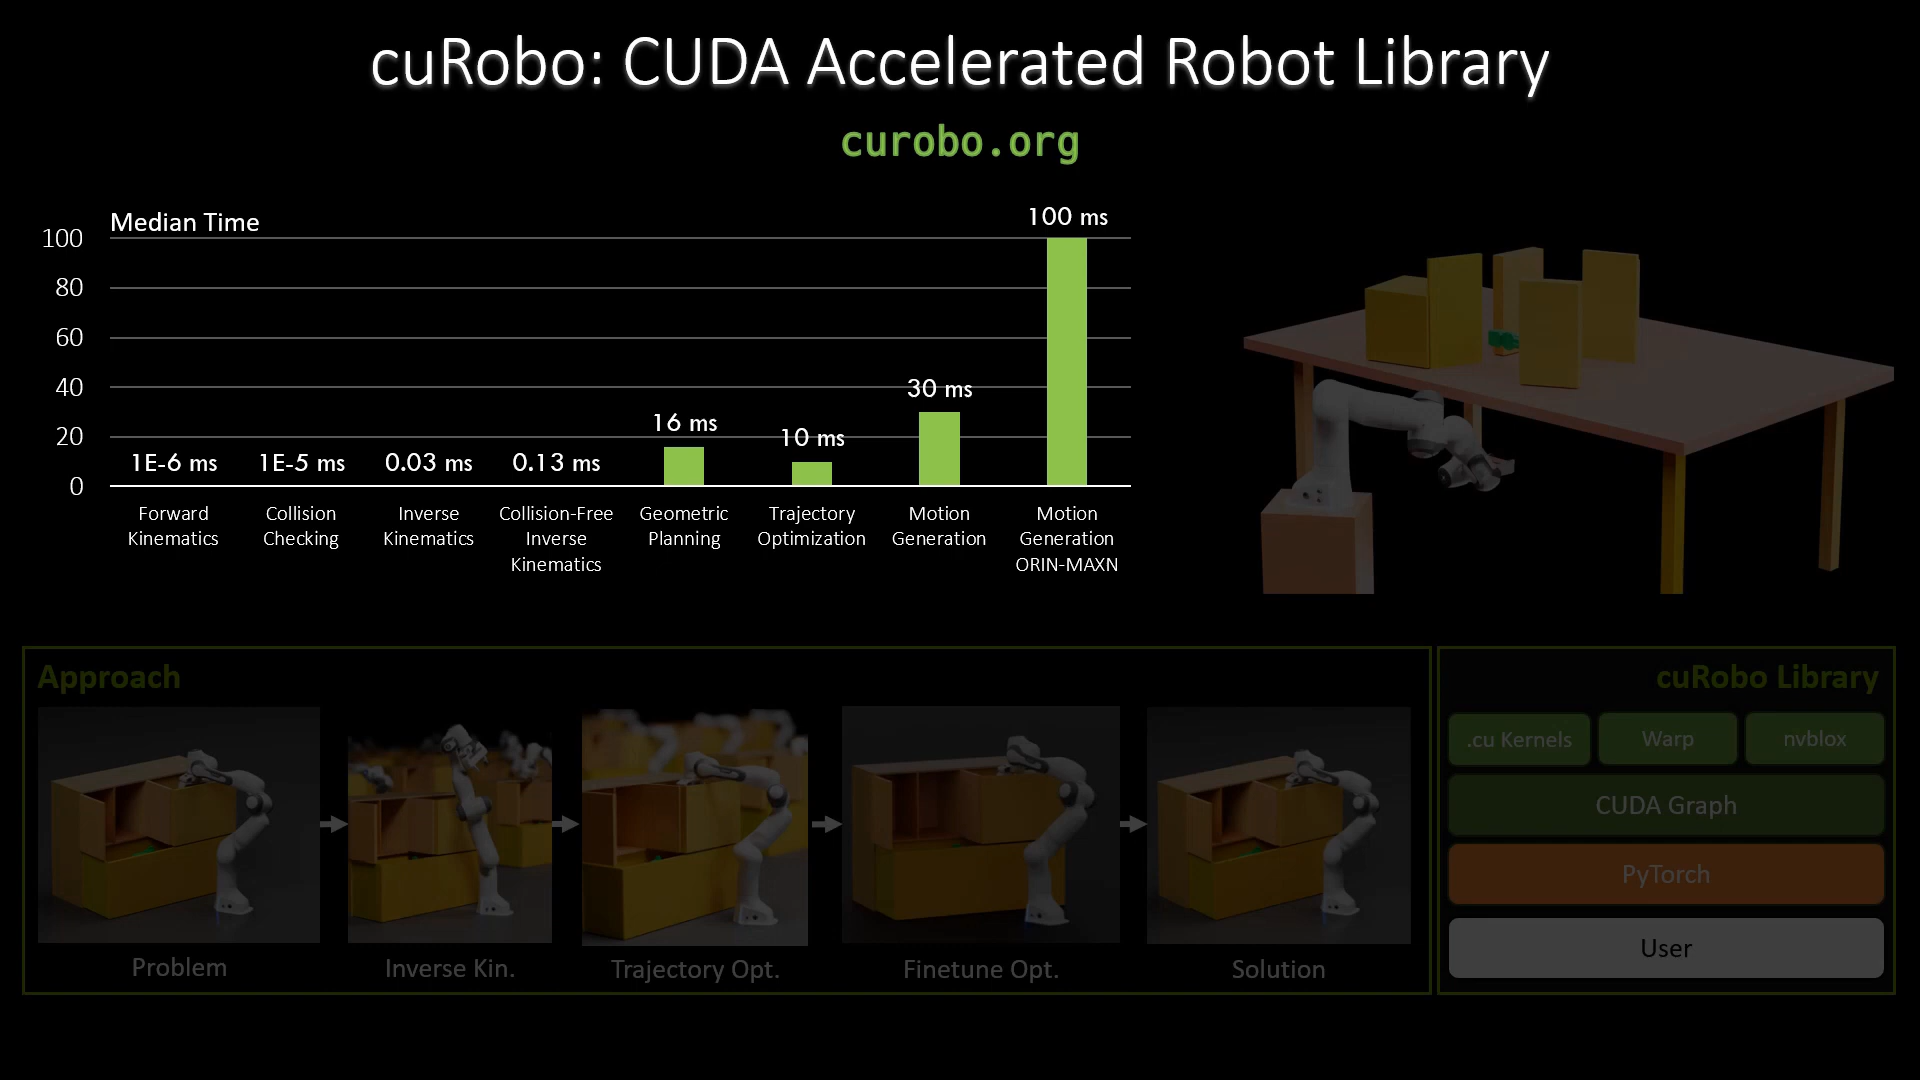 cuRobo: CUDA Accelerated Robot Library
curobo.org
Median Time
100
80
60
40
20
0
1E-6 ms
1E-5 ms
0.03 ms
0.13 ms
16 ms
10 ms
30 ms
100 ms
Forward
Kinematics
Collision
Checking
Inverse
Kinematics
Collision-Free
Inverse
Kinematics
Geometric
Planning
Trajectory
Optimization
Motion
Generation
Motion
Generation
ORIN-MAXN
Approach
Problem
Inverse Kin.
Trajectory Opt.
Finetune Opt.
Solution
cuRobo Library
.cu Kernels
Warp
nvblox
CUDA Graph
PyTorch
User